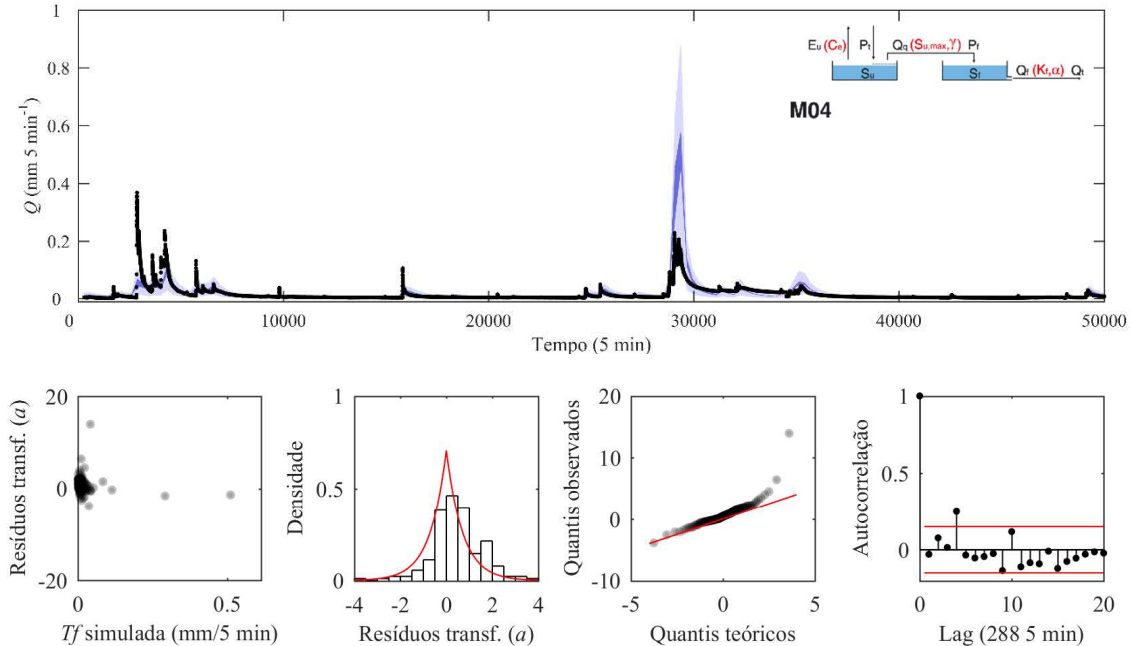 1
0.8
0.6
0.4
0.2
0
Q (mm 5 min⁻¹)
0 10000 20000 30000 40000 50000
Tempo (5 min)
Eu (Ce) Pt Qq (Su,max,γ) Pf
Su Sf Qf (Kf,α) Qt
M04
20
0
-20
Resíduos transf. (a)
0 0.5
Tf simulada (mm/5 min)
1
0.5
0
Densidade
-4 -2 0 2 4
Resíduos transf. (a)
20
10
0
-10
Quantis observados
-5 0 5
Quantis teóricos
1
0.5
0
Autocorrelação
0 10 20
Lag (288 5 min)